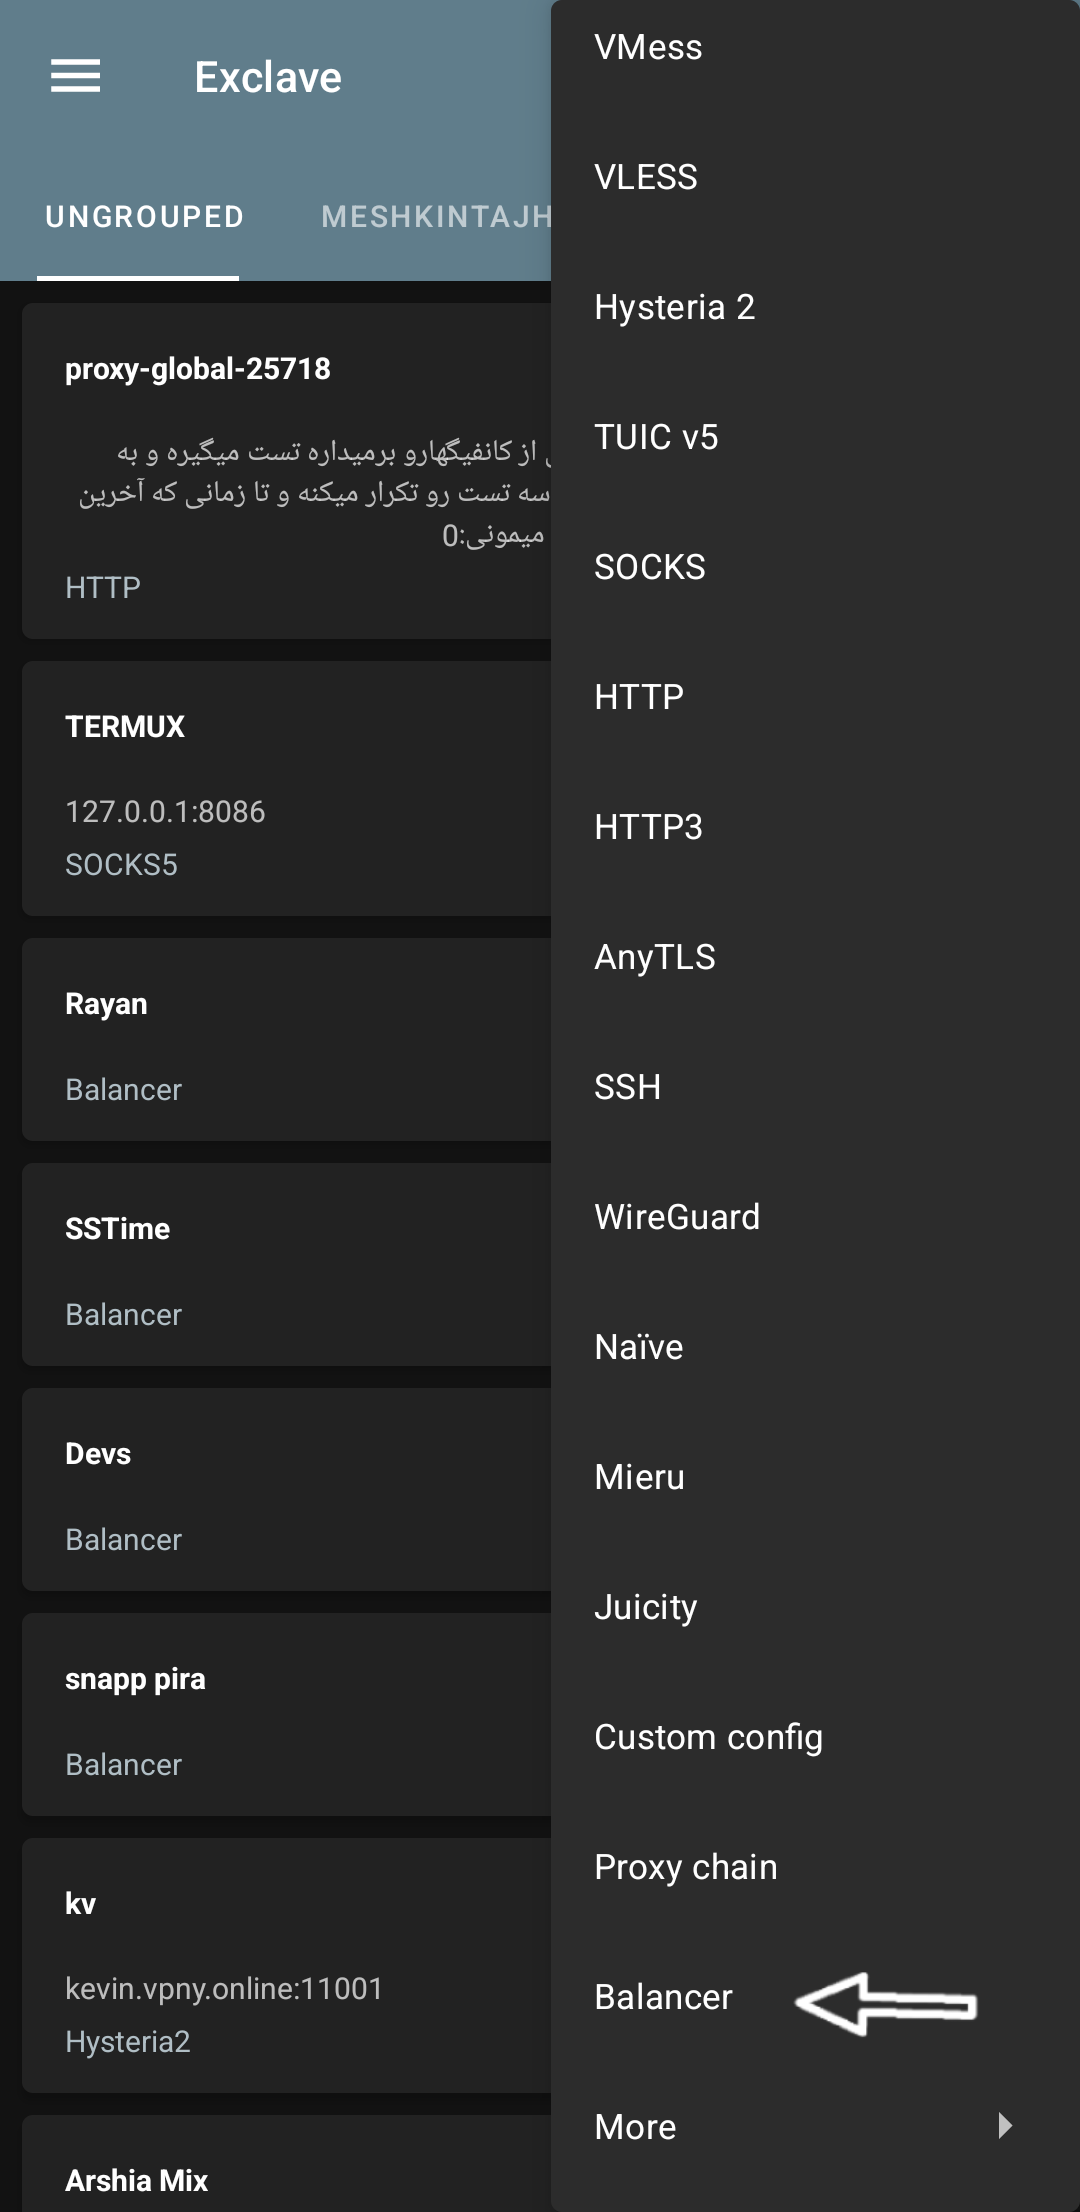 Exclave
UNGROUPED
MESHKINTAJH
proxy-global-25718
از کانفیگهارو برمیداره تست میگیره و به
سه تست رو تکرار میکنه و تا زمانی که آخرین
میمونی:0
HTTP
TERMUX
127.0.0.1:8086
SOCKS5
Rayan
Balancer
SSTime
Balancer
Devs
Balancer
snapp pira
Balancer
kv
kevin.vpny.online:11001
Hysteria2
Arshia Mix
VMess
VLESS
Hysteria 2
TUIC v5
SOCKS
HTTP
HTTP3
AnyTLS
SSH
WireGuard
Naïve
Mieru
Juicity
Custom config
Proxy chain
Balancer
More